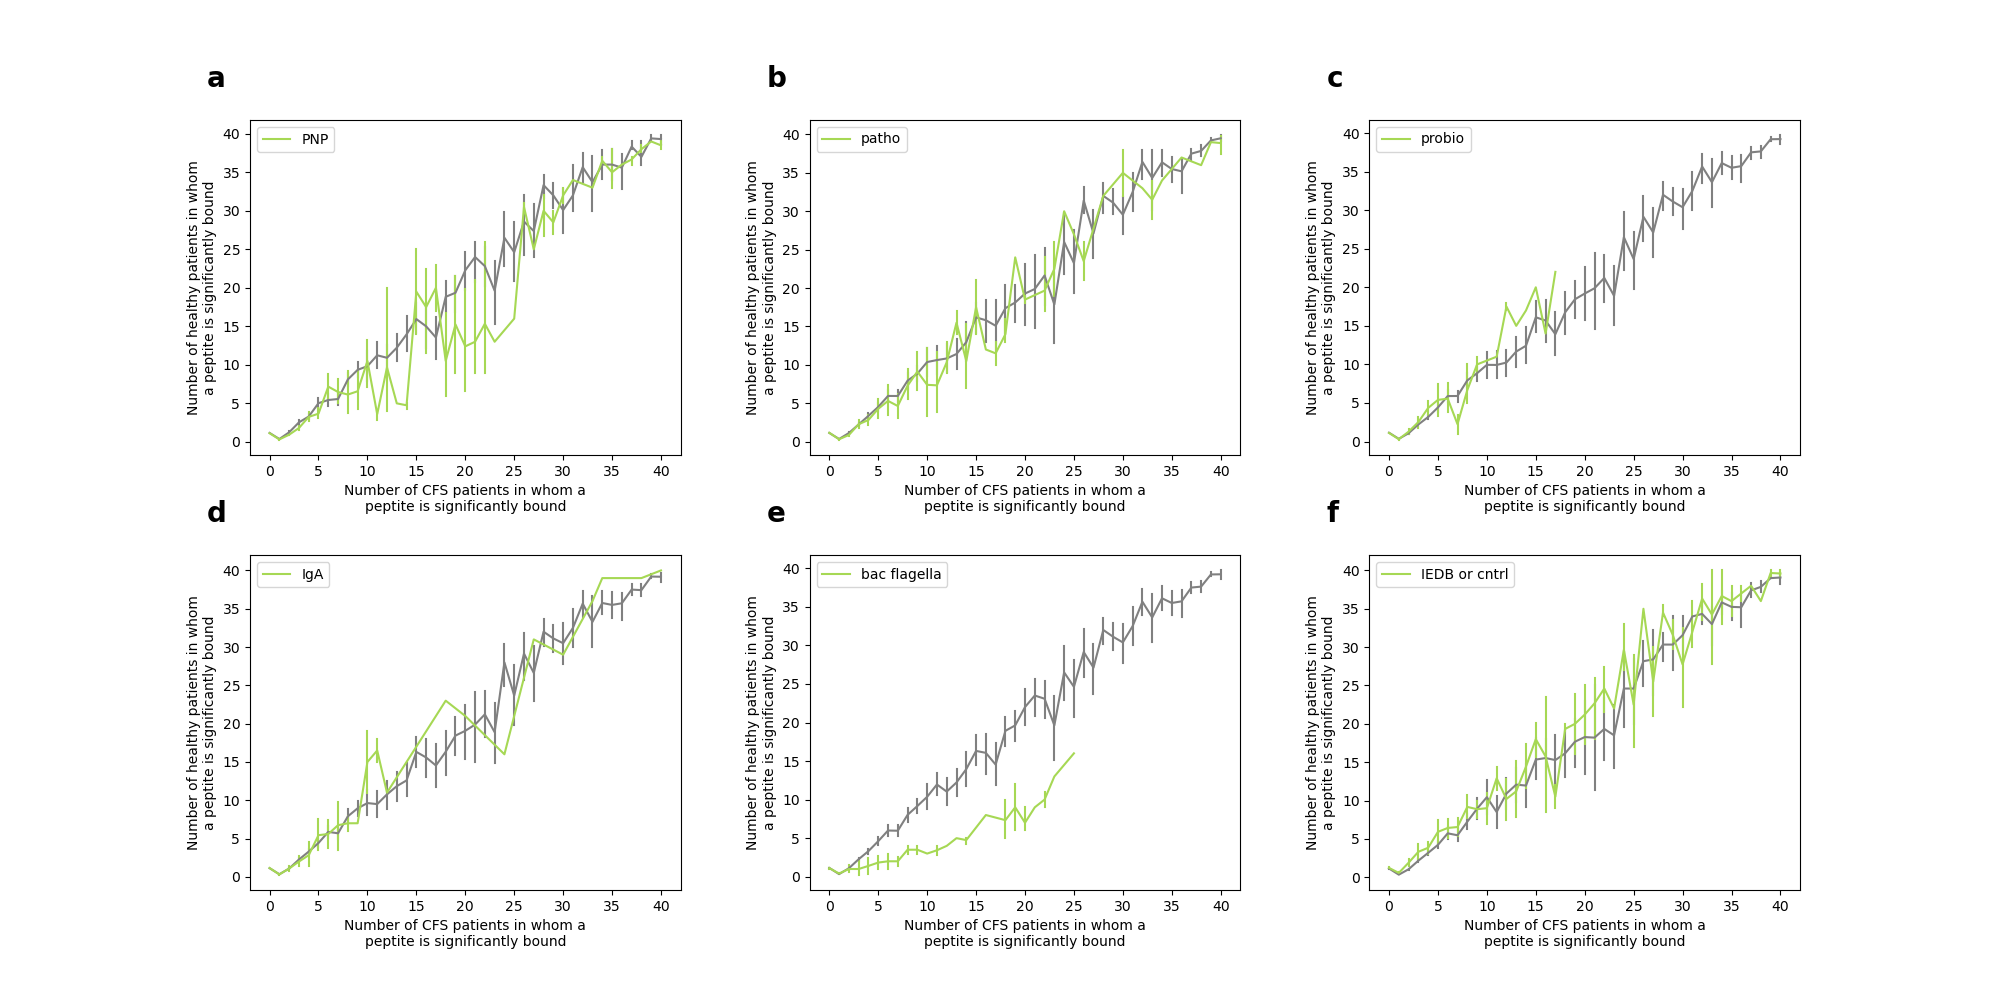 a
PNP
40
35
30
25
20
15
10
5
0
Number of healthy patients in whom
a peptite is significantly bound
0 5 10 15 20 25 30 35 40
Number of CFS patients in whom a
peptite is significantly bound
b
patho
40
35
30
25
20
15
10
5
0
Number of healthy patients in whom
a peptite is significantly bound
0 5 10 15 20 25 30 35 40
Number of CFS patients in whom a
peptite is significantly bound
c
probio
40
35
30
25
20
15
10
5
0
Number of healthy patients in whom
a peptite is significantly bound
0 5 10 15 20 25 30 35 40
Number of CFS patients in whom a
peptite is significantly bound
d
IgA
40
35
30
25
20
15
10
5
0
Number of healthy patients in whom
a peptite is significantly bound
0 5 10 15 20 25 30 35 40
Number of CFS patients in whom a
peptite is significantly bound
e
bac flagella
40
35
30
25
20
15
10
5
0
Number of healthy patients in whom
a peptite is significantly bound
0 5 10 15 20 25 30 35 40
Number of CFS patients in whom a
peptite is significantly bound
f
IEDB or cntrl
40
35
30
25
20
15
10
5
0
Number of healthy patients in whom
a peptite is significantly bound
0 5 10 15 20 25 30 35 40
Number of CFS patients in whom a
peptite is significantly bound